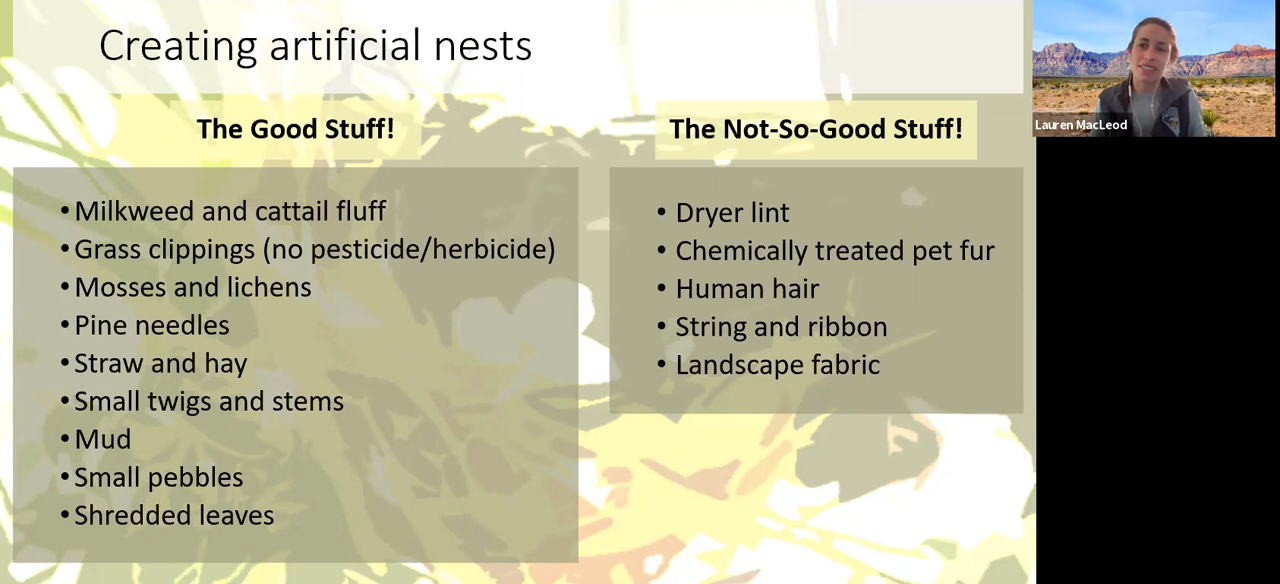 Creating artificial nests
The Good Stuff!
• Milkweed and cattail fluff
• Grass clippings (no pesticide/herbicide)
• Mosses and lichens
• Pine needles
• Straw and hay
• Small twigs and stems
• Mud
• Small pebbles
• Shredded leaves
The Not-So-Good Stuff!
• Dryer lint
• Chemically treated pet fur
• Human hair
• String and ribbon
• Landscape fabric
Lauren MacLeod